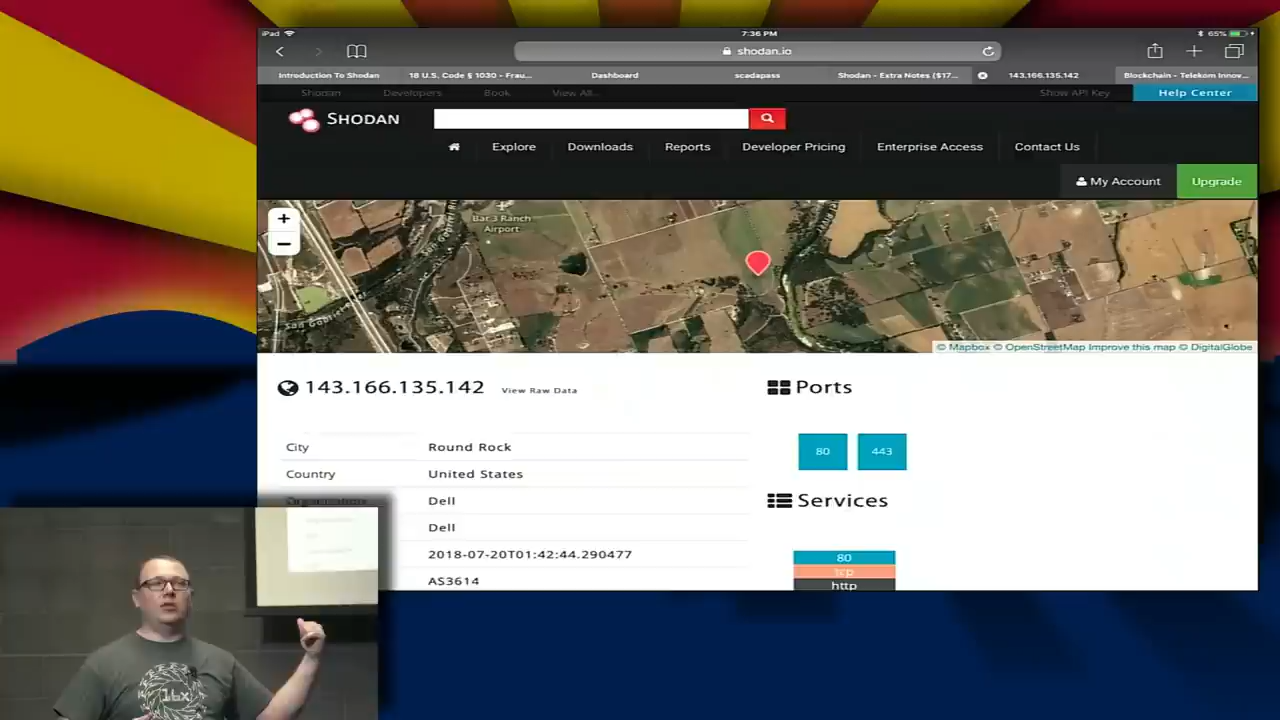 iPad 7:36 PM 65%
shodan.io
Introduction To Shodan 18 U.S. Code § 1030 - Frau... Dashboard scadapass Shodan - Extra Notes ($17... 143.166.135.142 Blockchain - Telekom Innov...
Shodan Developers Book View All... Show API Key Help Center
SHODAN
Explore Downloads Reports Developer Pricing Enterprise Access Contact Us
My Account Upgrade
+
−
Bar 3 Ranch
Airport
San Gabriel
© Mapbox © OpenStreetMap Improve this map © DigitalGlobe
143.166.135.142 View Raw Data
Ports
City Round Rock
80 443
Country United States
Organization Dell
Services
Dell
2018-07-20T01:42:44.290477
80
tcp
AS3614
http